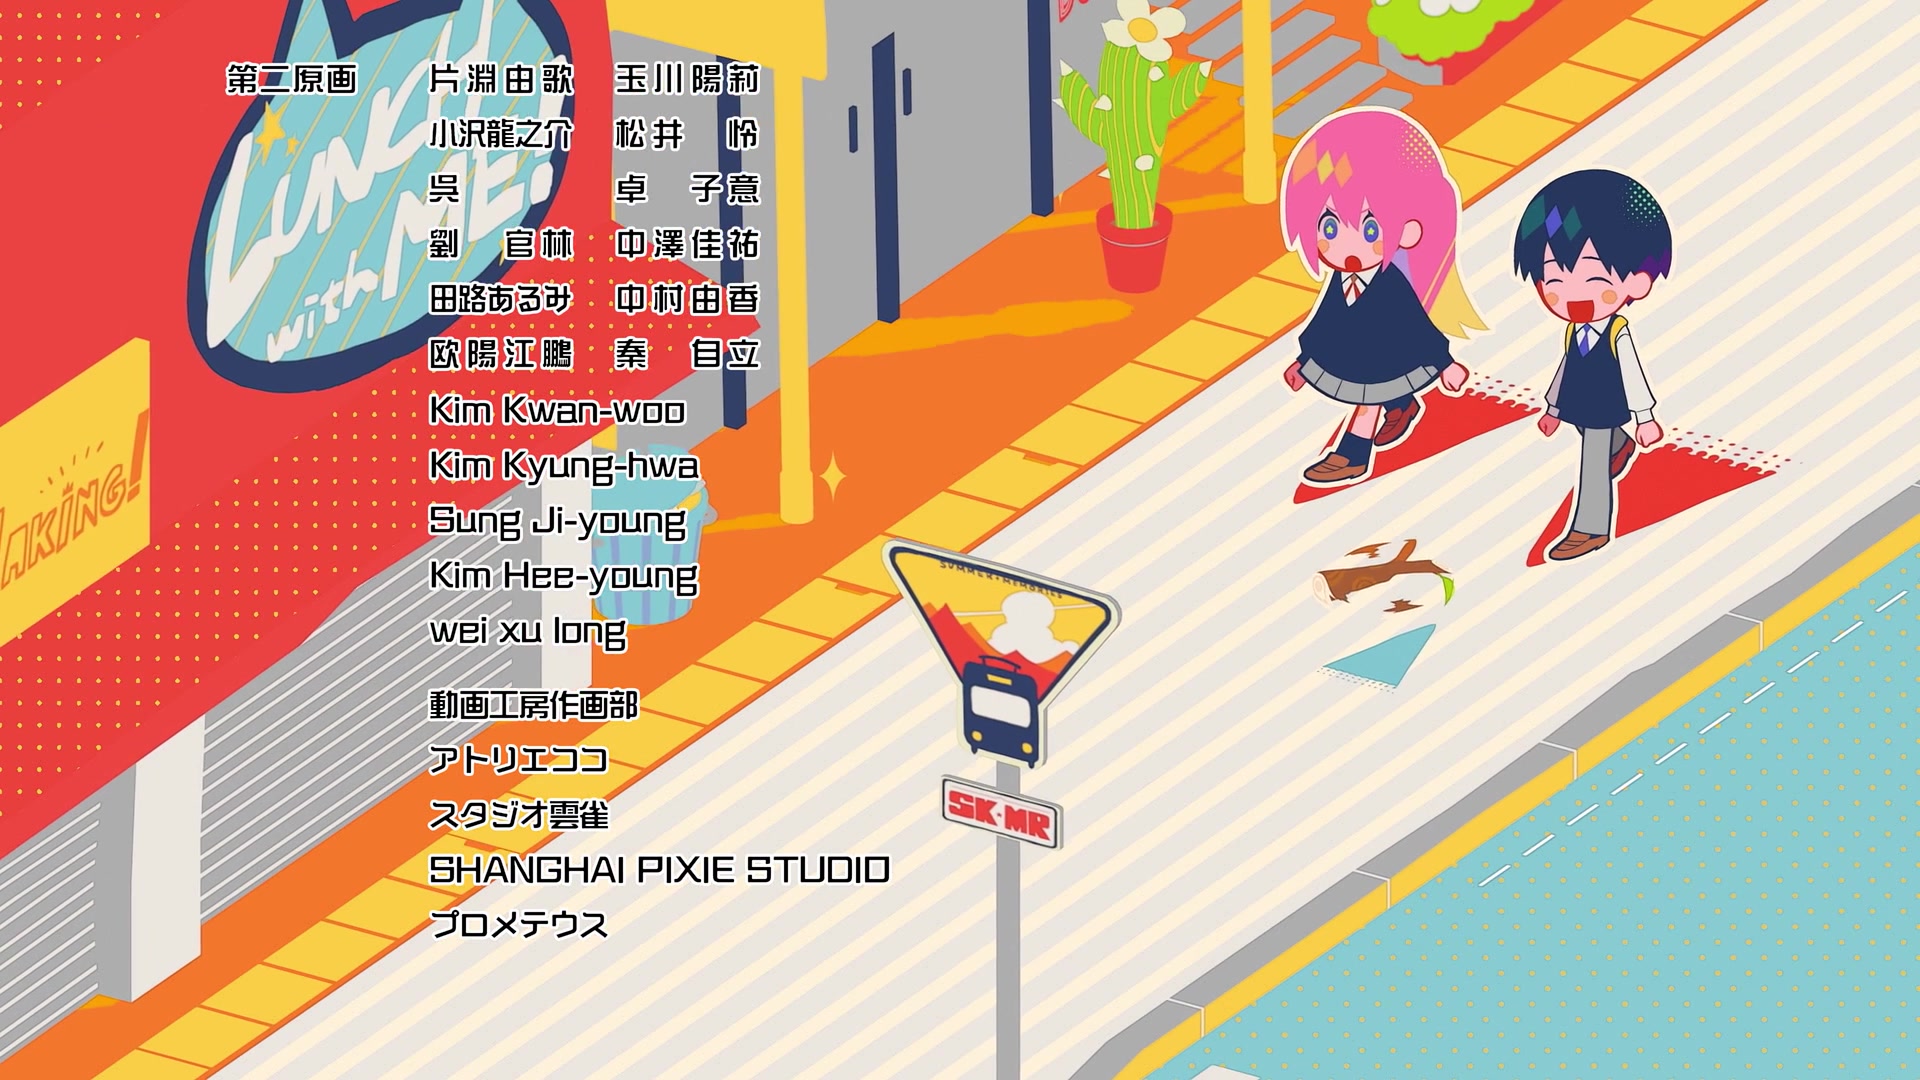 第二原画 片淵由歌 玉川陽莉
小沢龍之介 松井 怜
呉 卓 子意
劉 官林 中澤佳祐
田路あるみ 中村由香
欧陽江鵬 秦 自立
Kim Kwan-woo
Kim Kyung-hwa
Sung Ji-young
Kim Hee-young
wei xu long
動画工房作画部
アトリエココ
スタジオ雲雀
SHANGHAI PIXIE STUDIO
プロメテウス
LUNCH
with ME!
AKING!
SUMMER MEMORIES
SK·MR